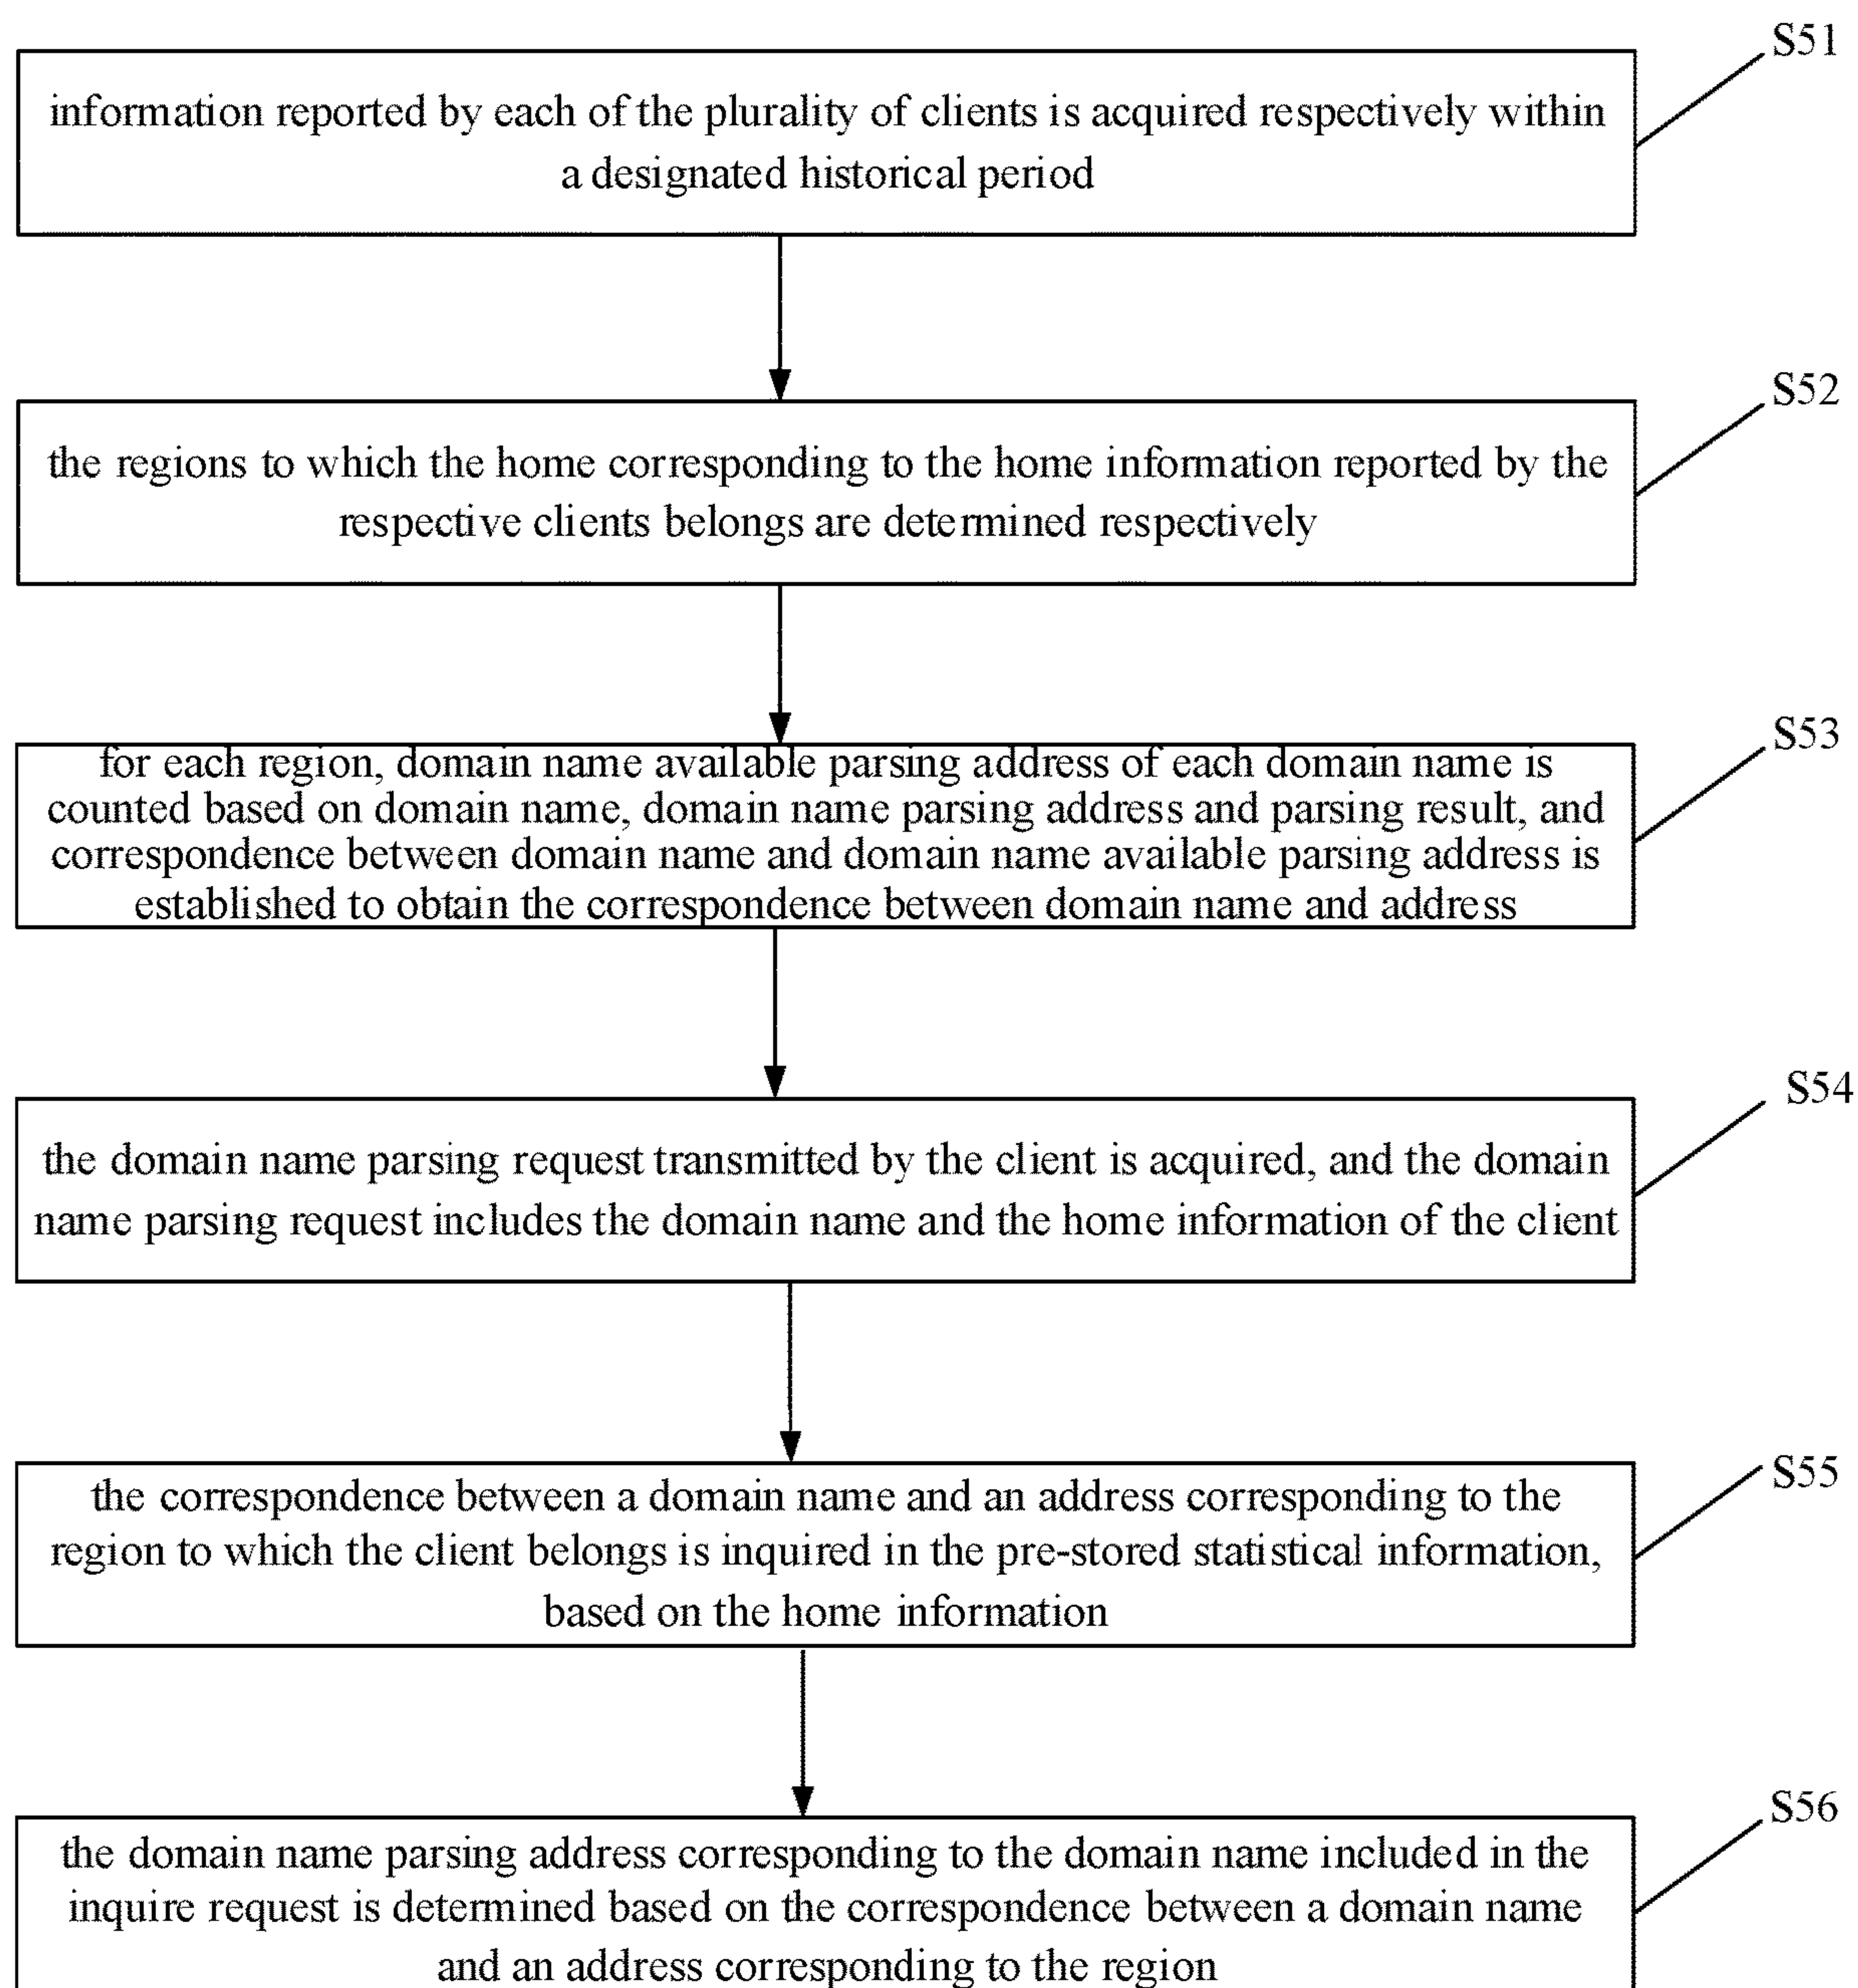 S51
information reported by each of the plurality of clients is acquired respectively within
a designated historical period
S52
the regions to which the home corresponding to the home information reported by the
respective clients belongs are determined respectively
S53
for each region, domain name available parsing address of each domain name is
counted based on domain name, domain name parsing address and parsing result, and
correspondence between domain name and domain name available parsing address is
established to obtain the correspondence between domain name and address
S54
the domain name parsing request transmitted by the client is acquired, and the domain
name parsing request includes the domain name and the home information of the client
S55
the correspondence between a domain name and an address corresponding to the
region to which the client belongs is inquired in the pre-stored statistical information,
based on the home information
S56
the domain name parsing address corresponding to the domain name included in the
inquire request is determined based on the correspondence between a domain name
and an address corresponding to the region